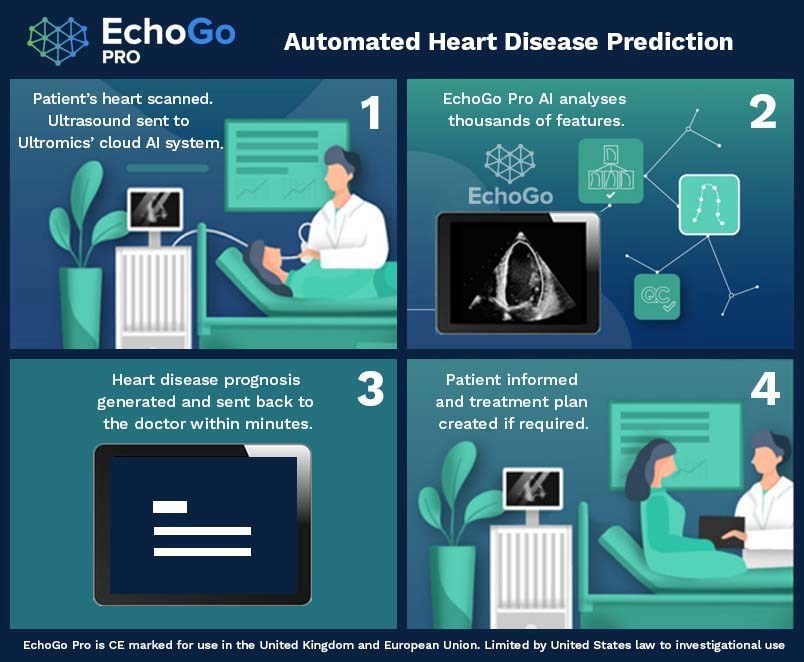 EchoGo
PRO
Automated Heart Disease Prediction
Patient's heart scanned.
Ultrasound sent to
Ultromics' cloud AI system.
1
EchoGo Pro AI analyses
thousands of features.
2
EchoGo
QC
Heart disease prognosis
generated and sent back to
the doctor within minutes.
3
Patient informed
and treatment plan
created if required.
4
EchoGo Pro is CE marked for use in the United Kingdom and European Union. Limited by United States law to investigational use